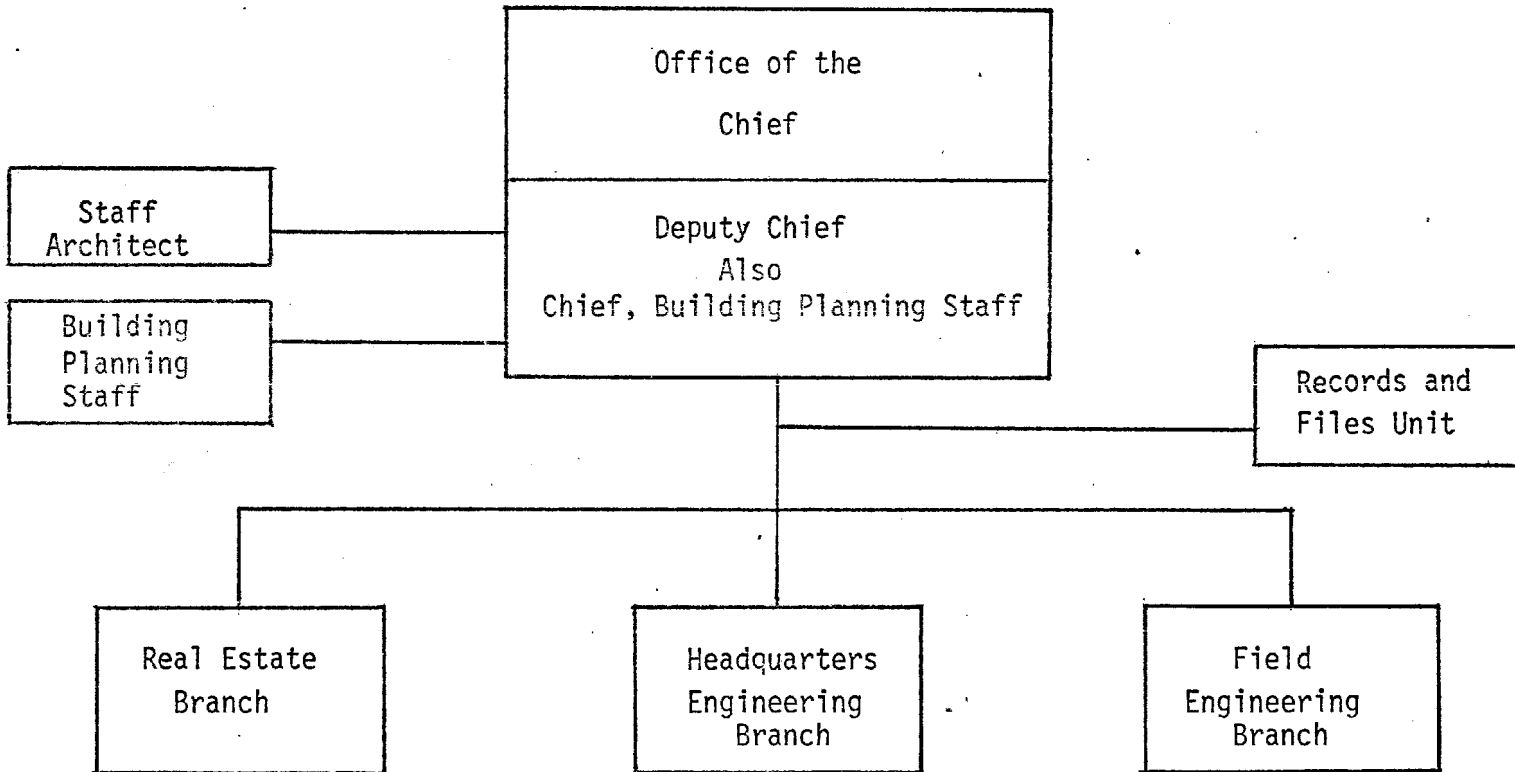 Office of the
Chief
Staff
Architect
Deputy Chief
Also
Chief, Building Planning Staff
Building
Planning
Staff
Records and
Files Unit
Real Estate
Branch
Headquarters
Engineering
Branch
Field
Engineering
Branch